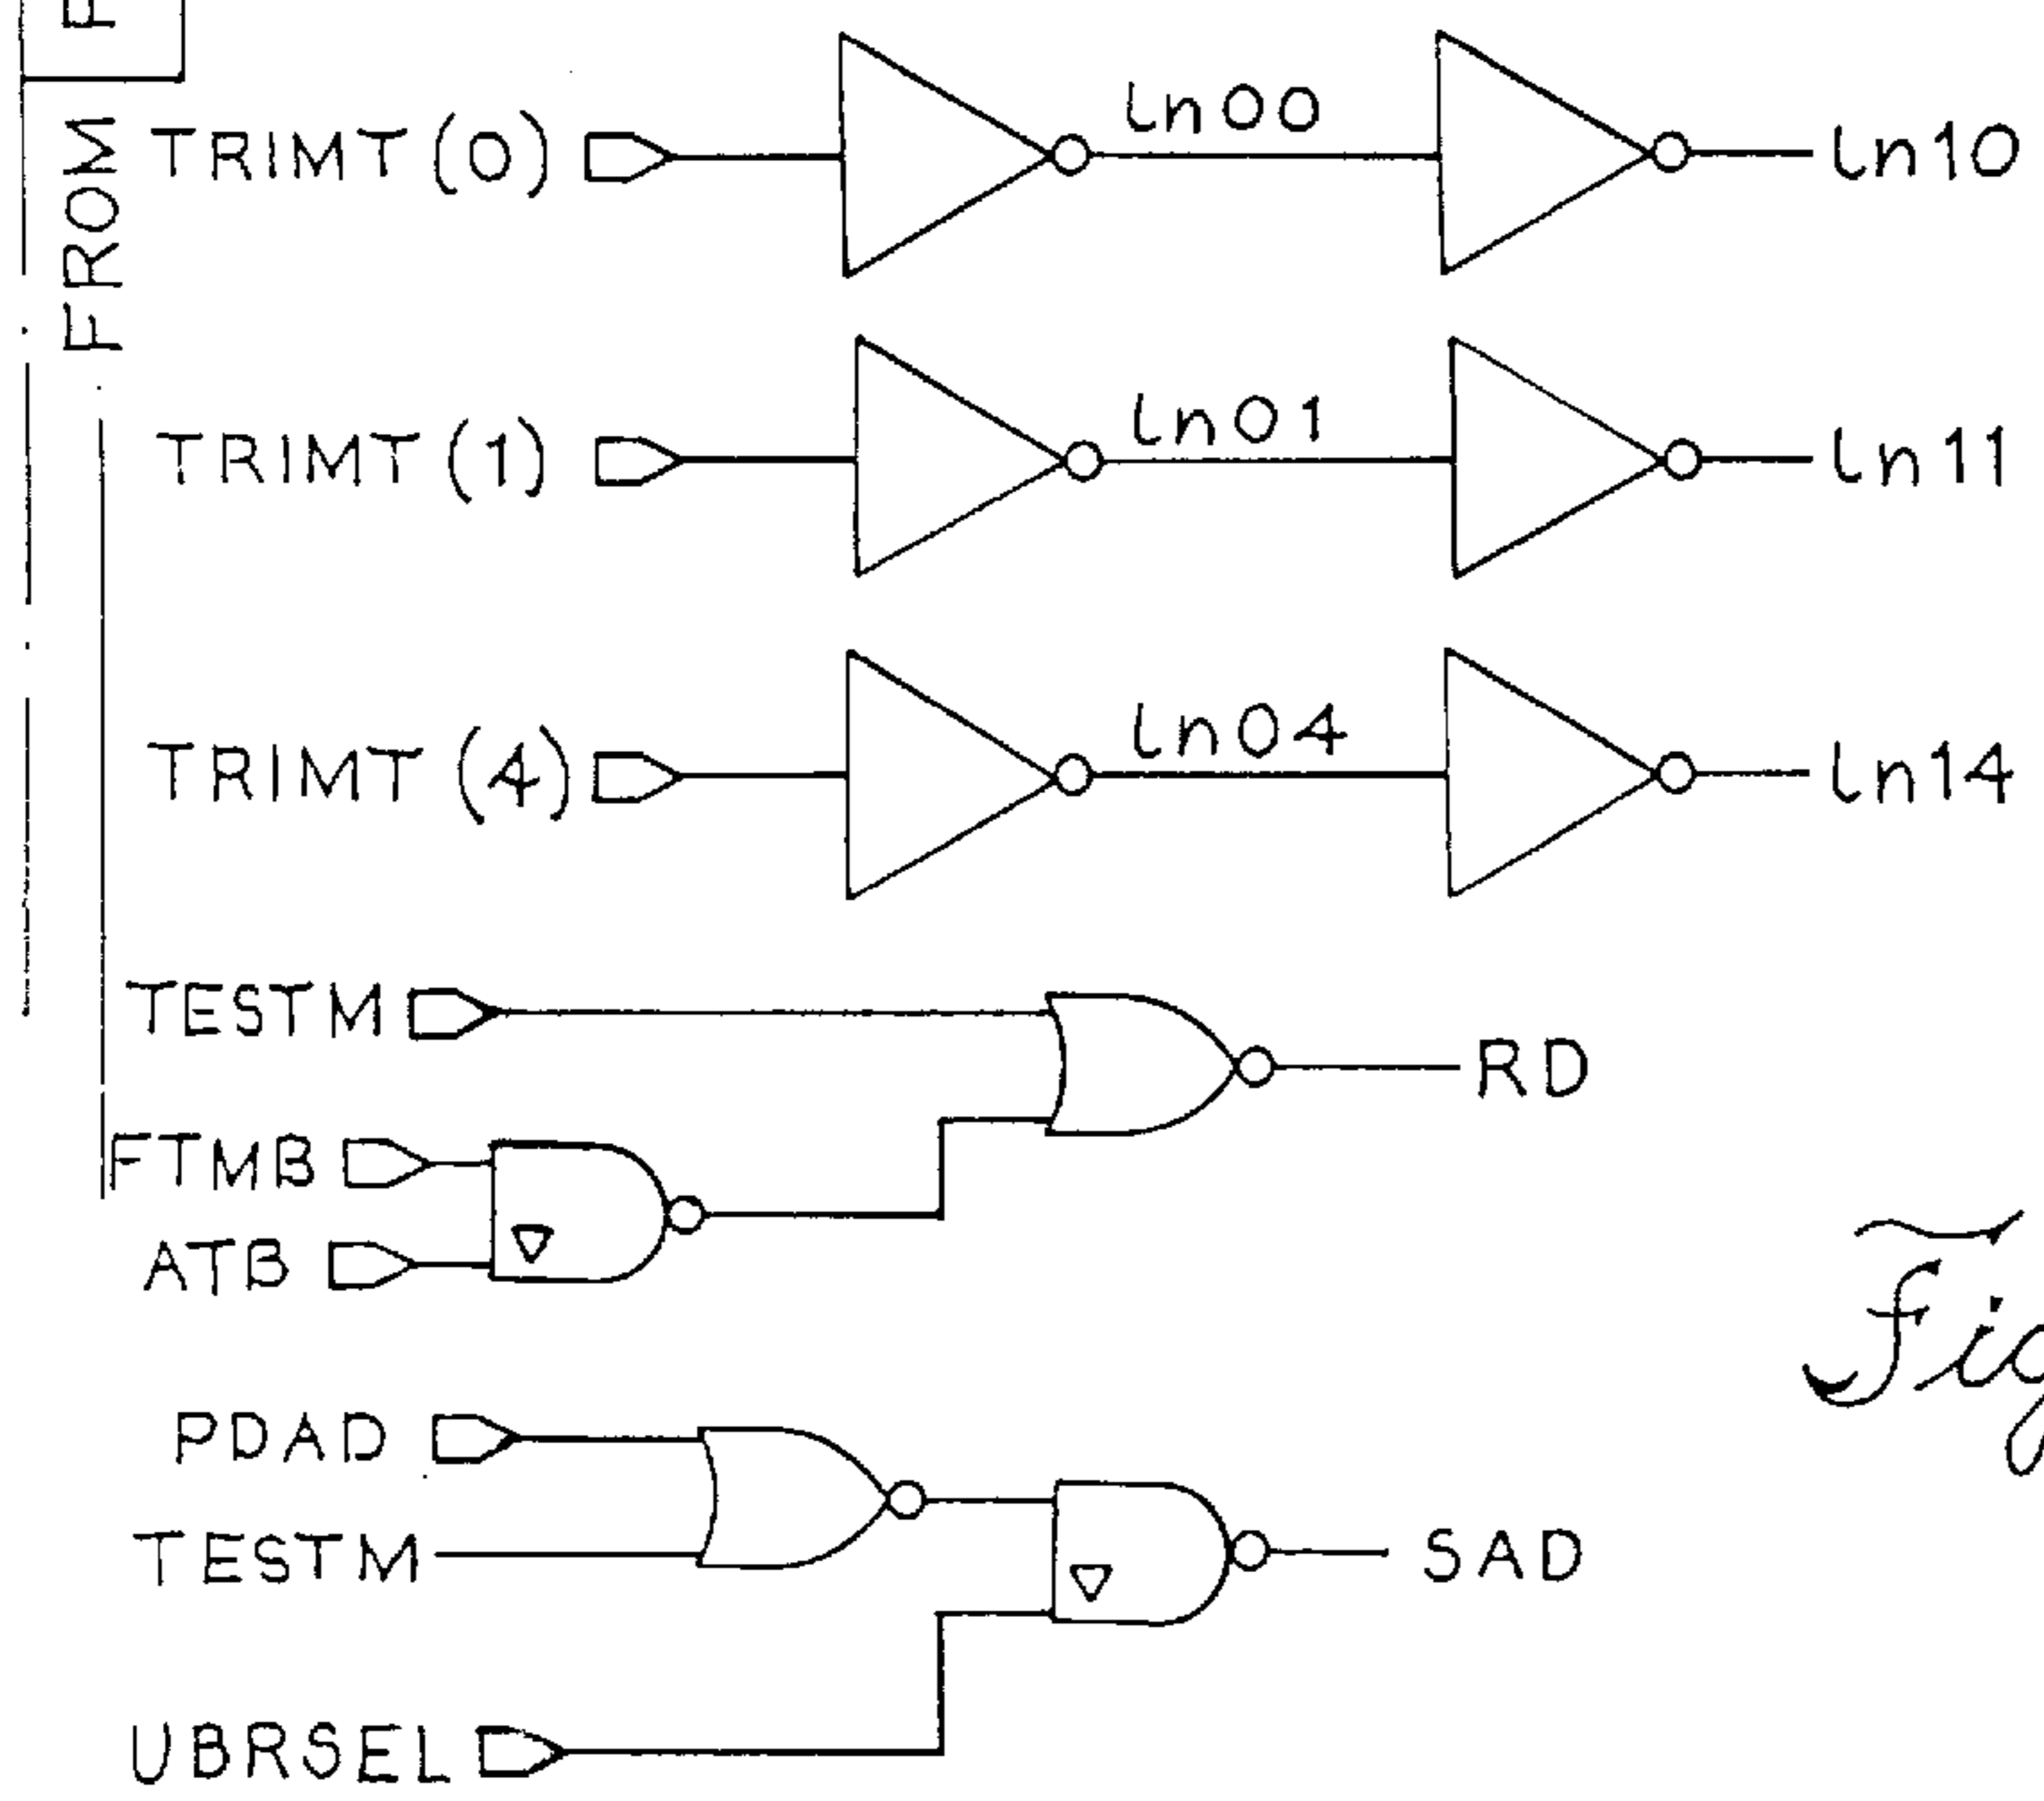 FROM
TRIMT (0) ln00 ln10
TRIMT (1) ln01 ln11
TRIMT (4) ln04 ln14
TESTM
RD
FTMB
ATB
PDAD
TESTM
SAD
UBRSEL